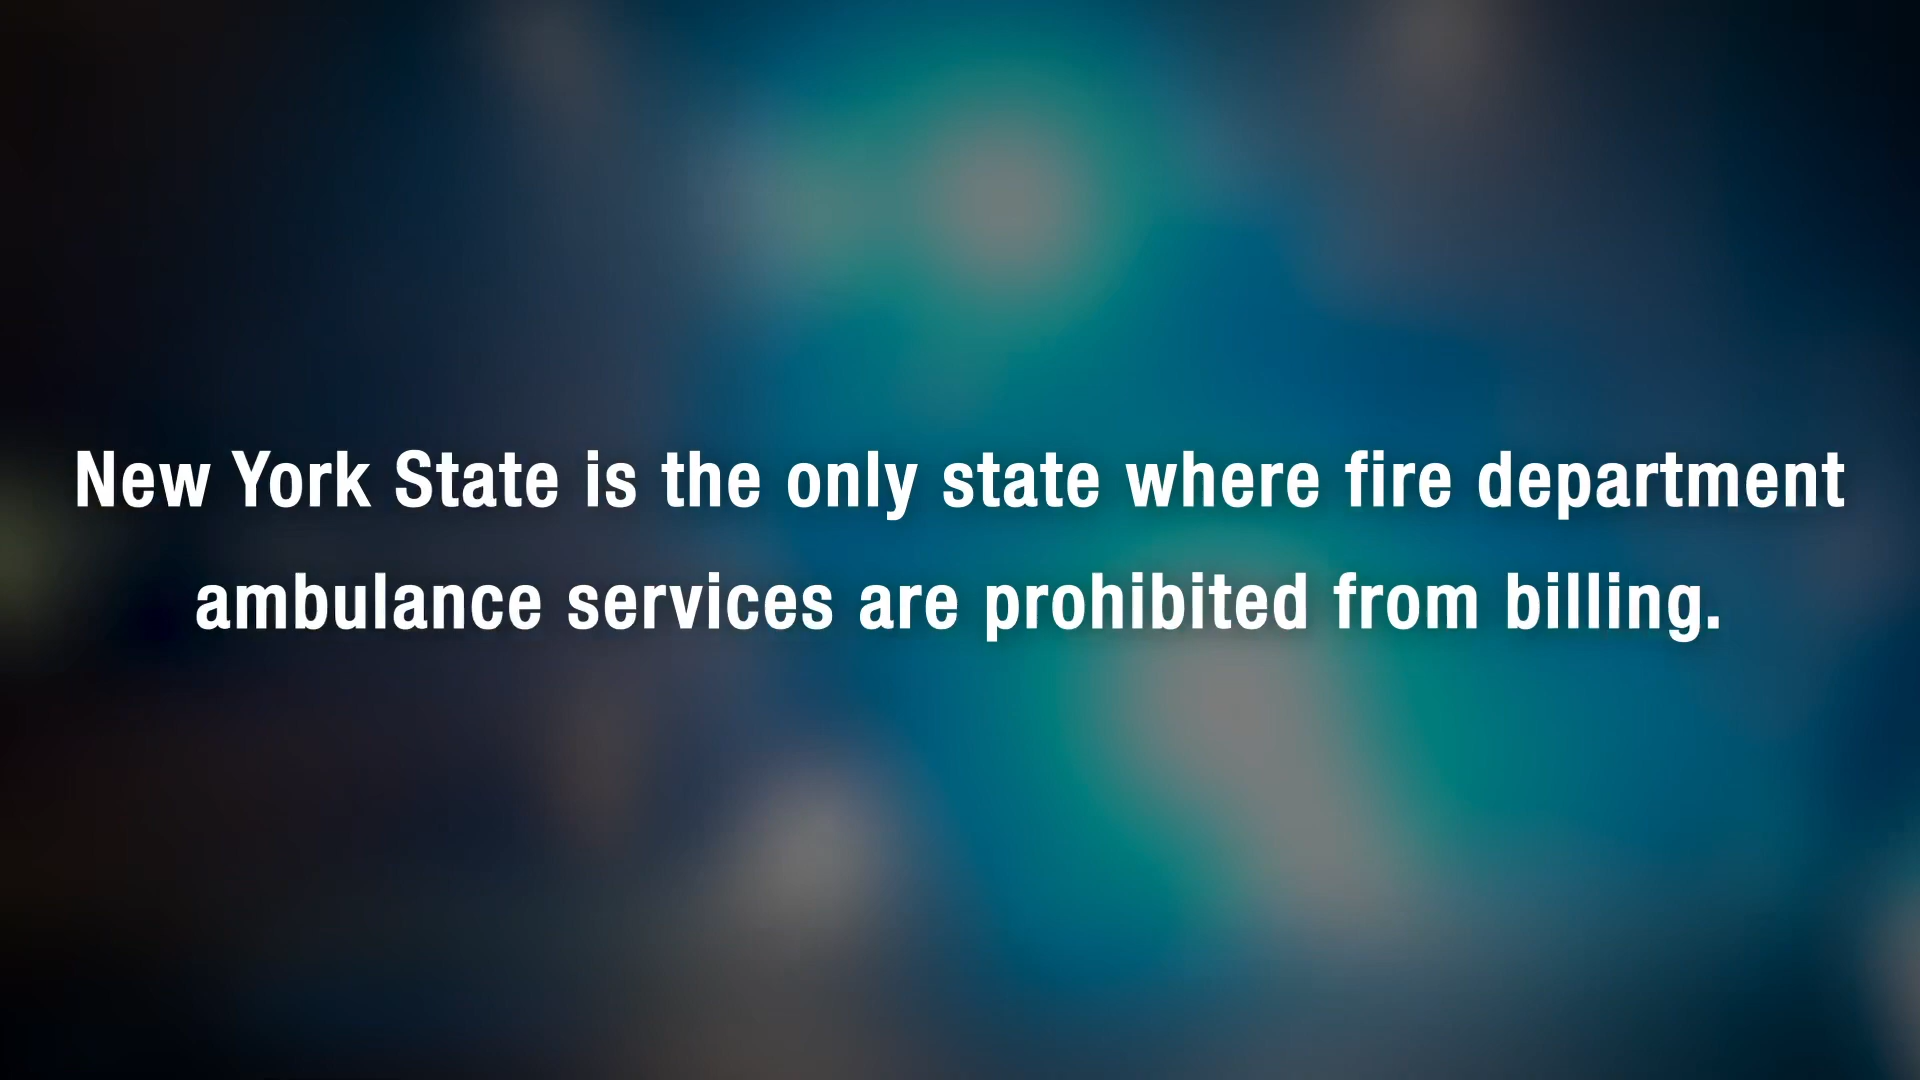 New York State is the only state where fire department
ambulance services are prohibited from billing.